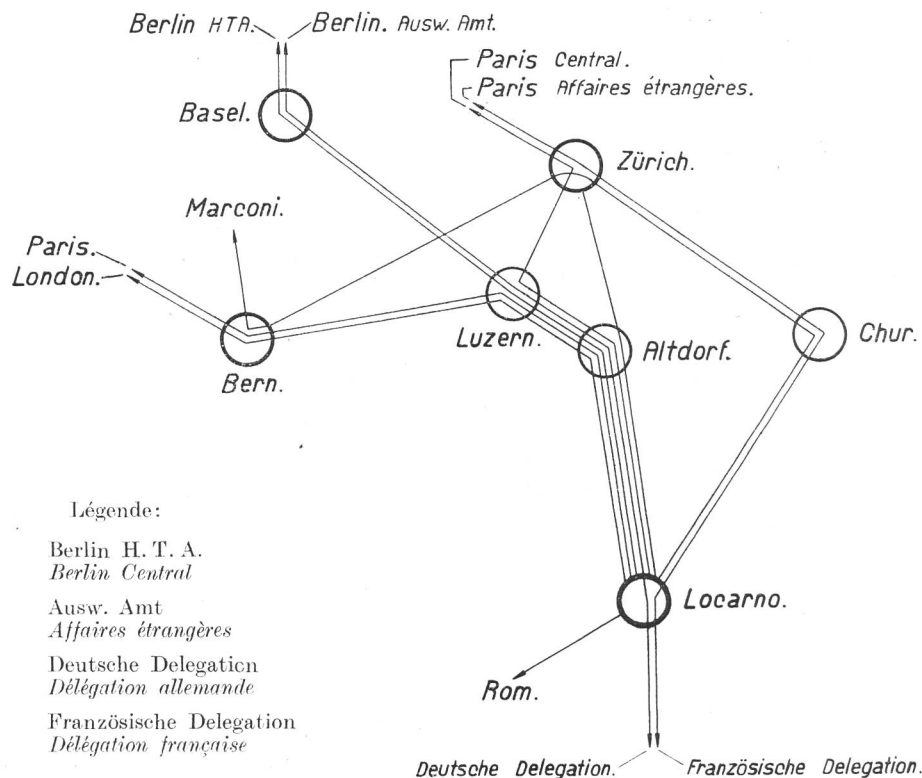 Berlin HTA.
Berlin. Ausw. Amt.
Paris Central.
Paris Affaires étrangères.
Basel.
Zürich.
Marconi.
Paris.
London.
Luzern.
Altdorf.
Chur.
Bern.
Légende:
Berlin H. T. A.
Berlin Central
Ausw. Amt
Affaires étrangères
Deutsche Delegation
Délégation allemande
Französische Delegation
Délégation française
Locarno.
Rom.
Deutsche Delegation.
Französische Delegation.